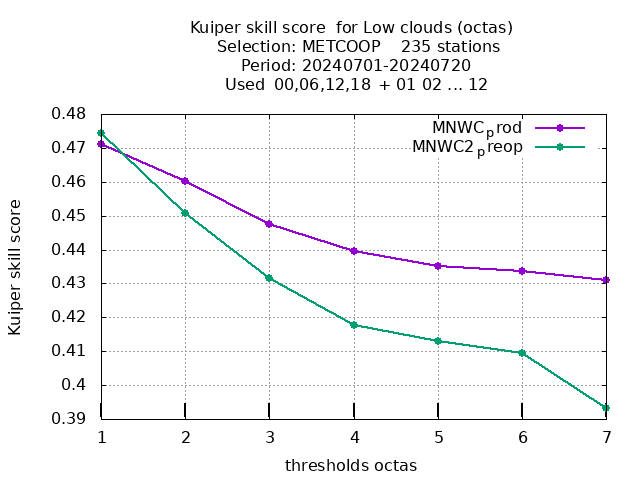 Kuiper skill score  for Low clouds (octas)
Selection: METCOOP    235 stations
Period: 20240701-20240720
Used  00,06,12,18  + 01 02 ... 12
MNWCprod
MNWC2preop
Kuiper skill score
0.48
0.47
0.46
0.45
0.44
0.43
0.42
0.41
0.4
0.39
1 2 3 4 5 6 7
thresholds octas